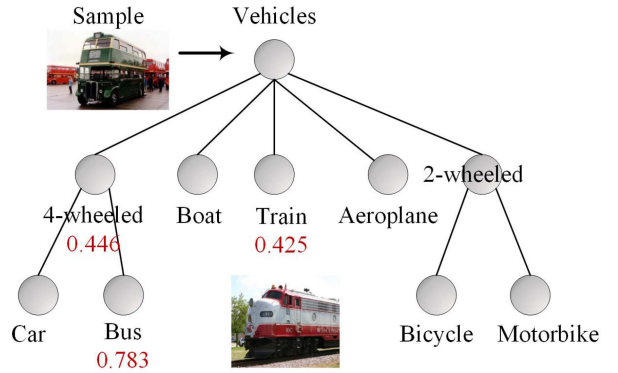 Sample
Vehicles
4-wheeled
Boat
Train
Aeroplane
2-wheeled
0.446
0.425
Car
Bus
Bicycle
Motorbike
0.783